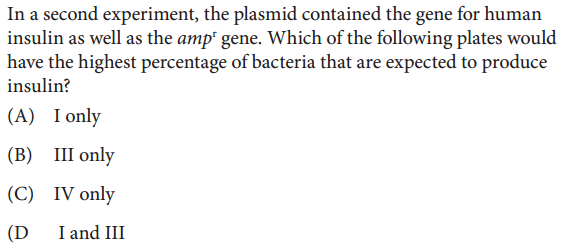 In a second experiment, the plasmid contained the gene for human
insulin as well as the ampʳ gene. Which of the following plates would
have the highest percentage of bacteria that are expected to produce
insulin?
(A) I only
(B) III only
(C) IV only
(D I and III